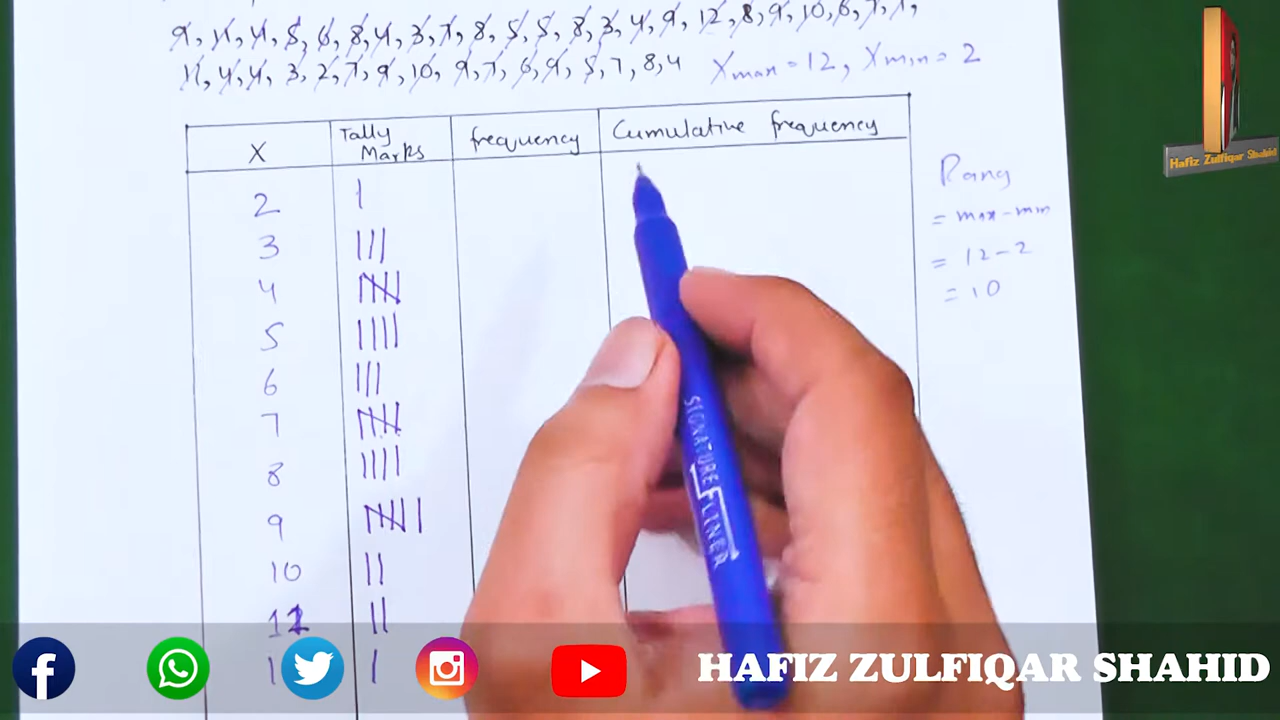 9, 11, 4, 5, 6, 8, 4, 3, 7, 8, 5, 5, 8, 3, 4, 9, 12, 8, 9, 10, 6, 7, 7,
11, 4, 4, 3, 2, 7, 9, 10, 9, 7, 6, 9, 5, 7, 8, 4 Xmax = 12, Xmin = 2
X Tally Marks frequency Cumulative frequency
2 |
3 |||
4 ||||
5 ||||
6 |||
7 ||||
8 ||||
9 |||| |
10 ||
11 ||
1 |
Rang
= max - min
= 12 - 2
= 10
SIGNATURE FLINER
Hafiz Zulfiqar Shahid
HAFIZ ZULFIQAR SHAHID